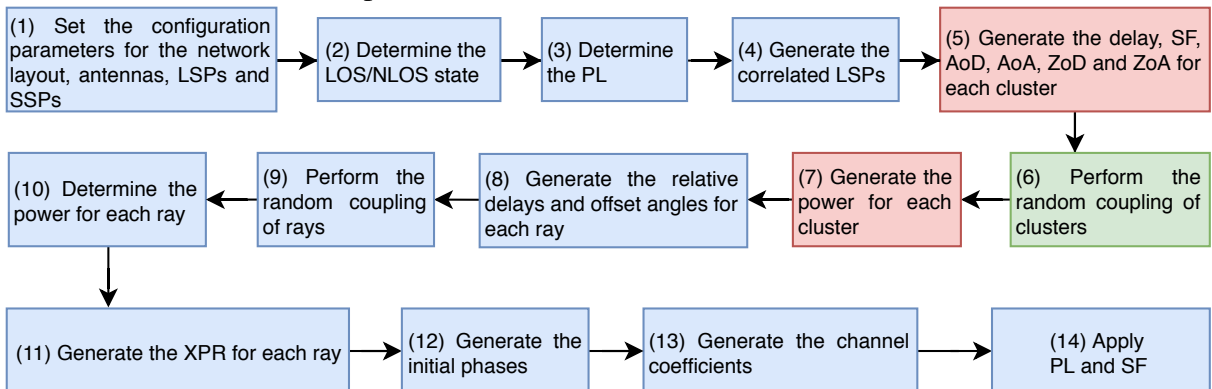 (1) Set the configuration
parameters for the network
layout, antennas, LSPs and
SSPs
(2) Determine the
LOS/NLOS state
(3) Determine
the PL
(4) Generate the
correlated LSPs
(5) Generate the delay, SF,
AoD, AoA, ZoD and ZoA for
each cluster
(6) Perform the
random coupling of
clusters
(7) Generate the
power for each
cluster
(8) Generate the relative
delays and offset angles for
each ray
(9) Perform the
random coupling
of rays
(10) Determine the
power for each ray
(11) Generate the XPR for each ray
(12) Generate the
initial phases
(13) Generate the channel
coefficients
(14) Apply
PL and SF